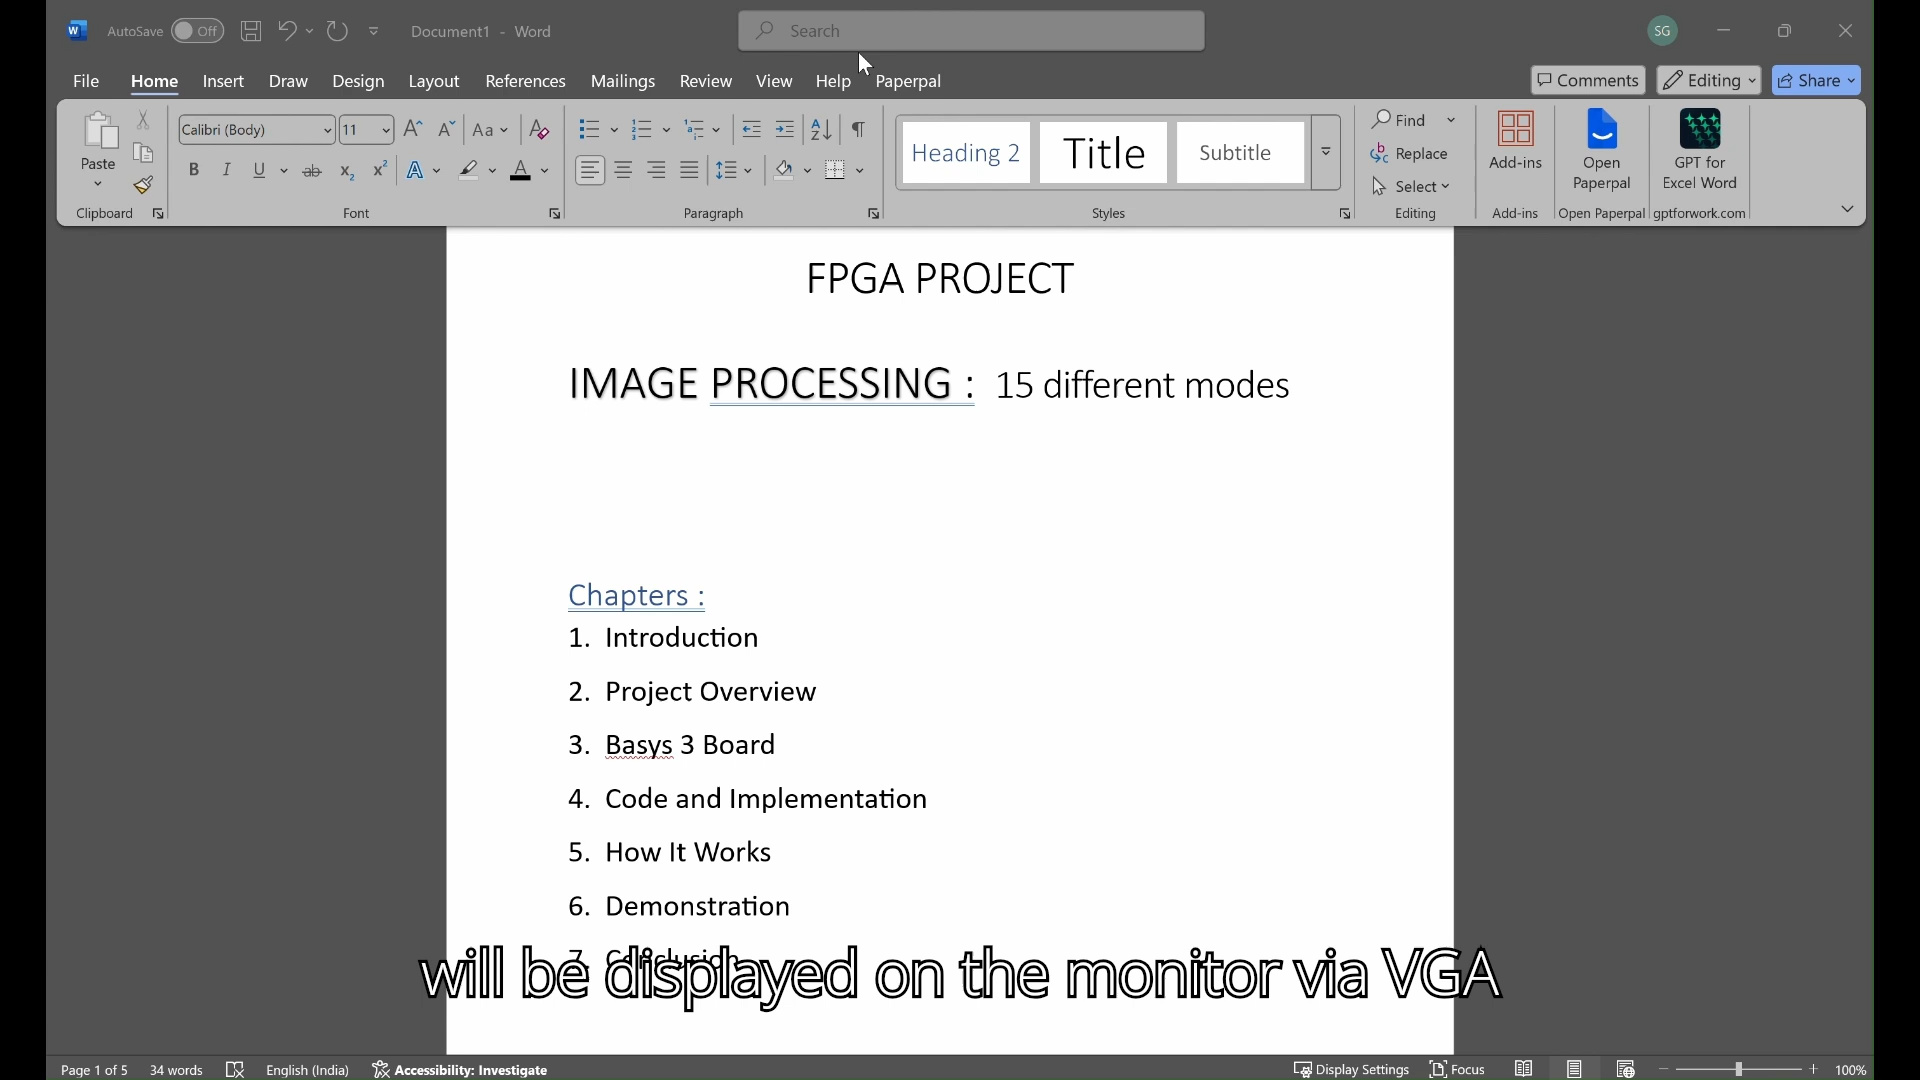 AutoSave Off Document1 - Word Search SG
File Home Insert Draw Design Layout References Mailings Review View Help Paperpal Comments Editing Share
Calibri (Body) 11 Aa
Paste
Clipboard Font Paragraph
Heading 2 Title Subtitle
Styles
Find
Replace
Select
Editing
Add-ins
Add-ins
Open
Paperpal
Open Paperpal
GPT for
Excel Word
gptforwork.com
FPGA PROJECT
IMAGE PROCESSING : 15 different modes
Chapters :
1. Introduction
2. Project Overview
3. Basys 3 Board
4. Code and Implementation
5. How It Works
6. Demonstration
7. Conclusion
will be displayed on the monitor via VGA
Page 1 of 5 34 words English (India) Accessibility: Investigate Display Settings Focus 100%